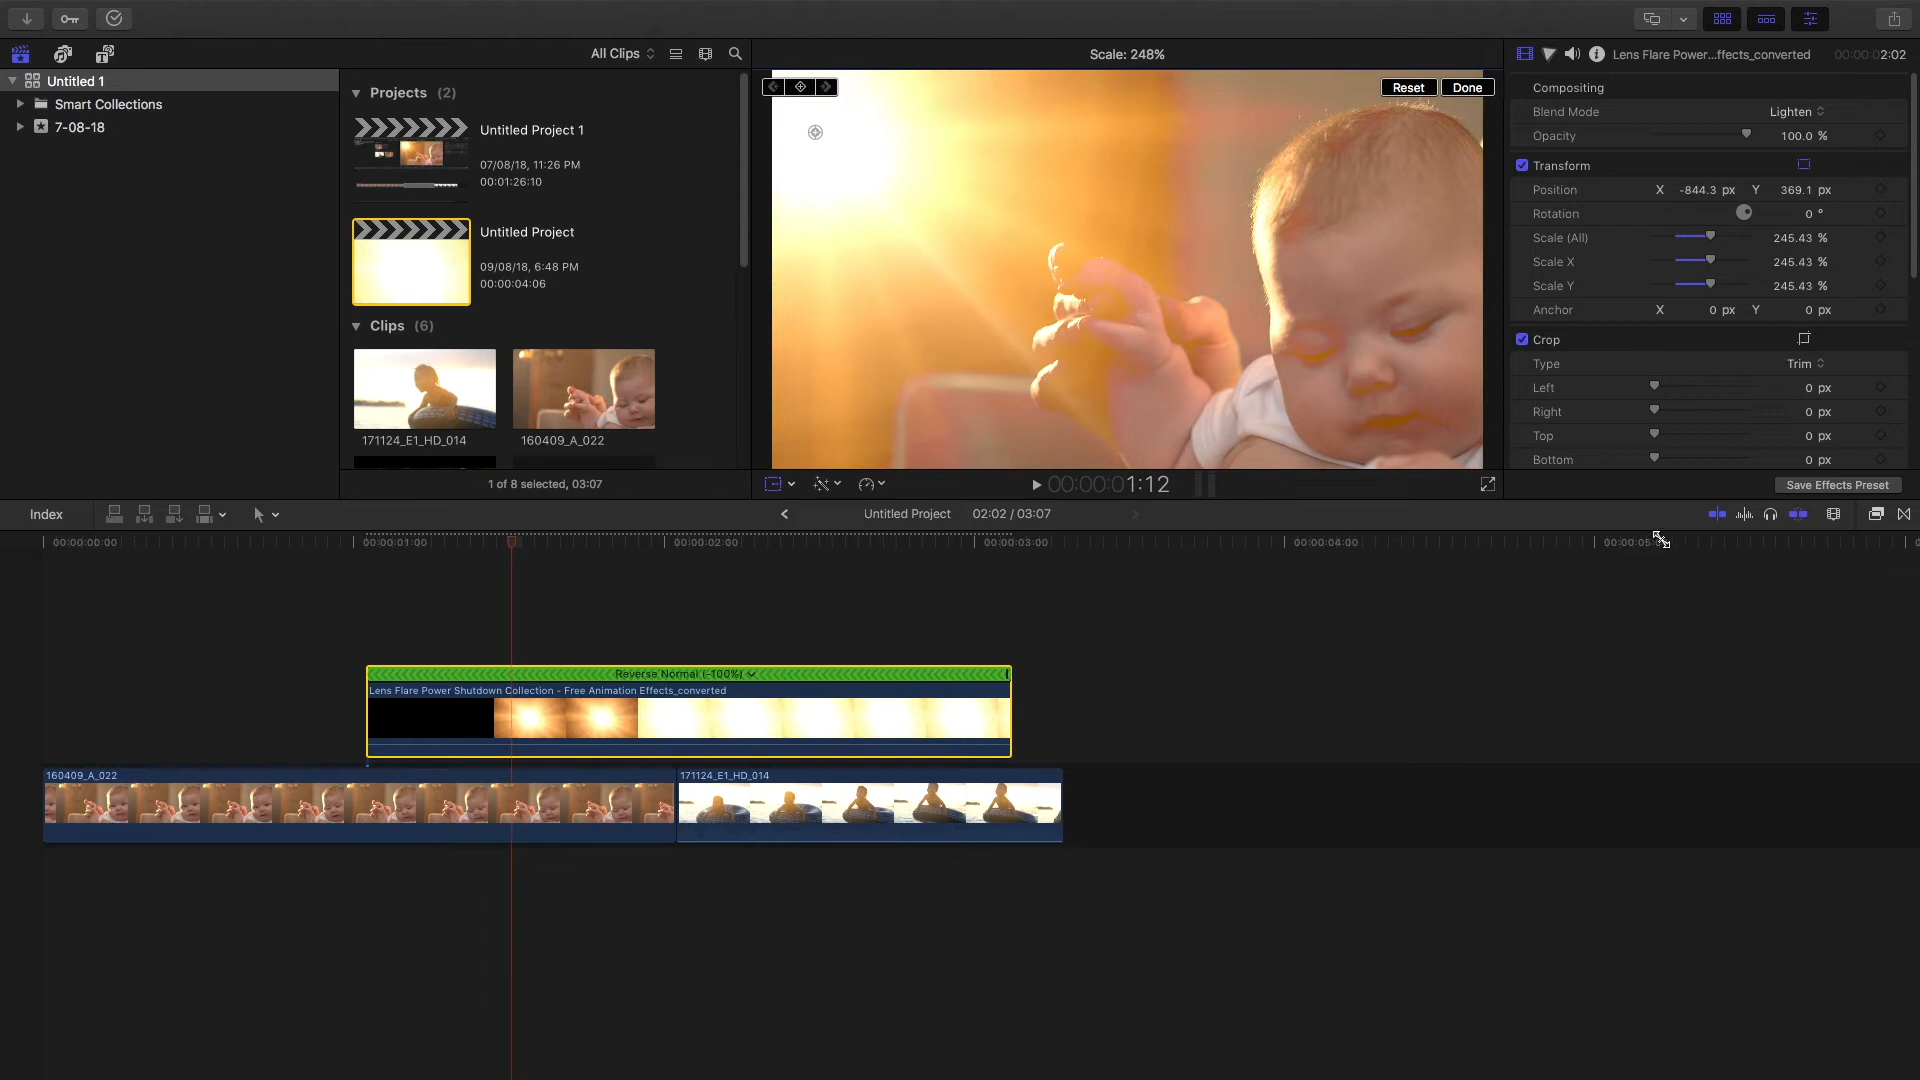 All Clips
Scale: 248%
Lens Flare Power...ffects_converted 00:00:02:02
Untitled 1
Smart Collections
7-08-18
Projects (2)
Untitled Project 1
07/08/18, 11:26 PM
00:01:26:10
Untitled Project
09/08/18, 6:48 PM
00:00:04:06
Clips (6)
171124_E1_HD_014
160409_A_022
1 of 8 selected, 03:07
Reset
Done
00:00:01:12
Compositing
Blend Mode Lighten
Opacity 100.0 %
Transform
Position X -844.3 px Y 369.1 px
Rotation 0 °
Scale (All) 245.43 %
Scale X 245.43 %
Scale Y 245.43 %
Anchor X 0 px Y 0 px
Crop
Type Trim
Left 0 px
Right 0 px
Top 0 px
Bottom 0 px
Save Effects Preset
Index
Untitled Project 02:02 / 03:07
00:00:00:00 00:00:01:00 00:00:02:00 00:00:03:00 00:00:04:00
Reverse Normal (-100%)
Lens Flare Power Shutdown Collection - Free Animation Effects_converted
160409_A_022
171124_E1_HD_014